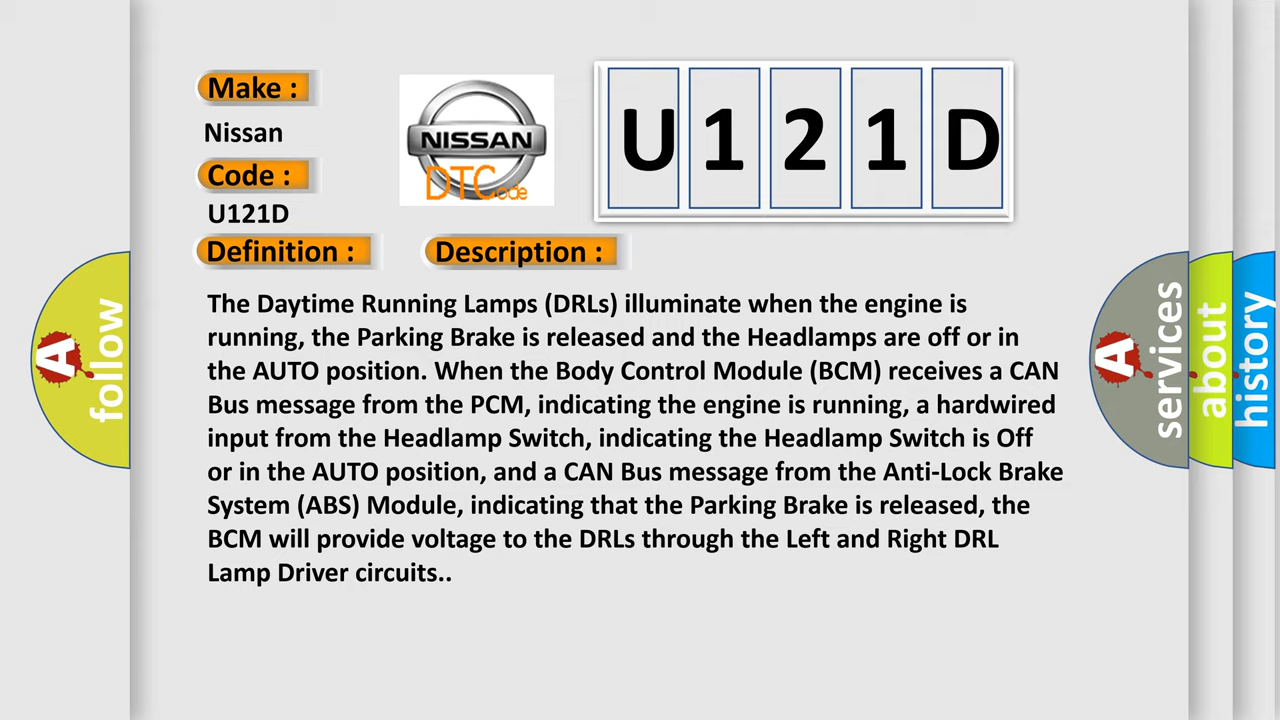 Make :
Nissan
Code :
U121D
Definition :
Description :
NISSAN
DTCode
U121D
The Daytime Running Lamps (DRLs) illuminate when the engine is
running, the Parking Brake is released and the Headlamps are off or in
the AUTO position. When the Body Control Module (BCM) receives a CAN
Bus message from the PCM, indicating the engine is running, a hardwired
input from the Headlamp Switch, indicating the Headlamp Switch is Off
or in the AUTO position, and a CAN Bus message from the Anti-Lock Brake
System (ABS) Module, indicating that the Parking Brake is released, the
BCM will provide voltage to the DRLs through the Left and Right DRL
Lamp Driver circuits..
A
follow
A
services
about
history